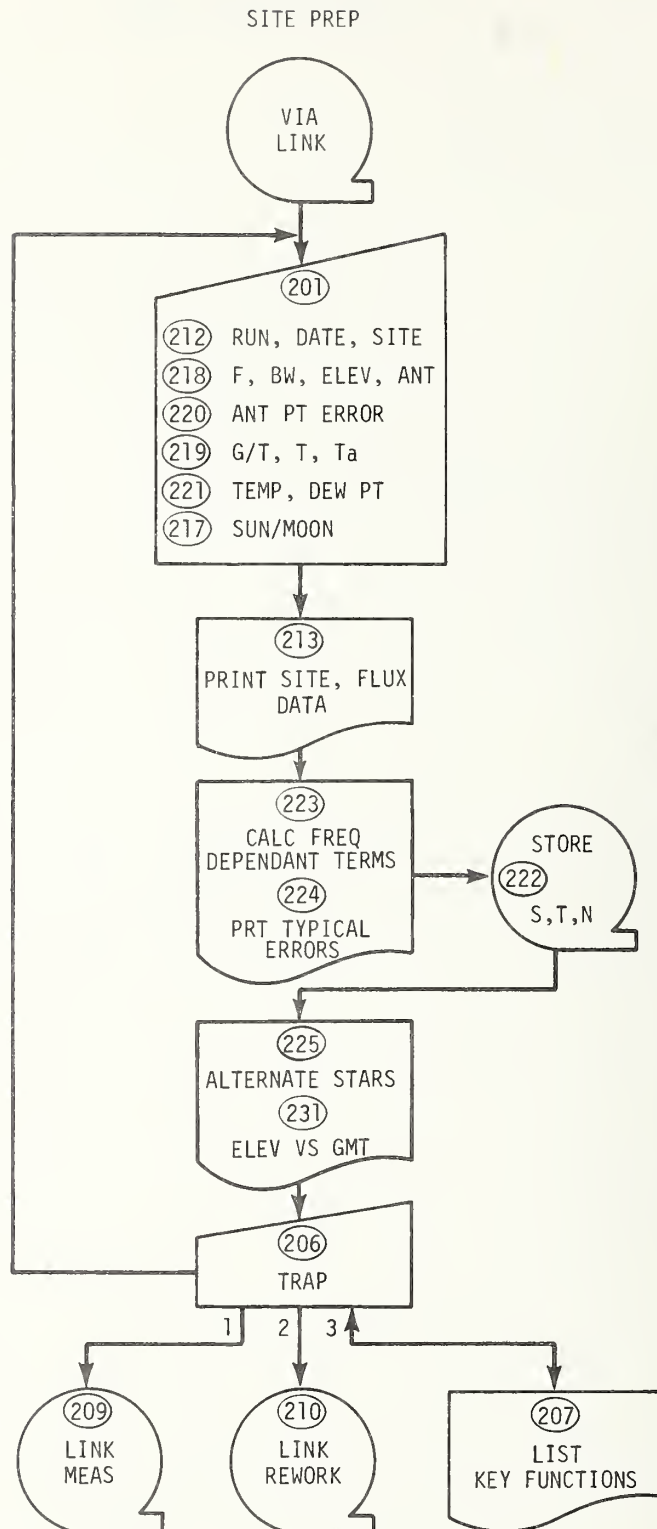 SITE PREP
VIA
LINK
201
212 RUN, DATE, SITE
218 F, BW, ELEV, ANT
220 ANT PT ERROR
219 G/T, T, Ta
221 TEMP, DEW PT
217 SUN/MOON
213
PRINT SITE, FLUX
DATA
223
CALC FREQ
DEPENDANT TERMS
224
PRT TYPICAL
ERRORS
STORE
222
S,T,N
225
ALTERNATE STARS
231
ELEV VS GMT
206
TRAP
1 2 3
209
LINK
MEAS
210
LINK
REWORK
207
LIST
KEY FUNCTIONS